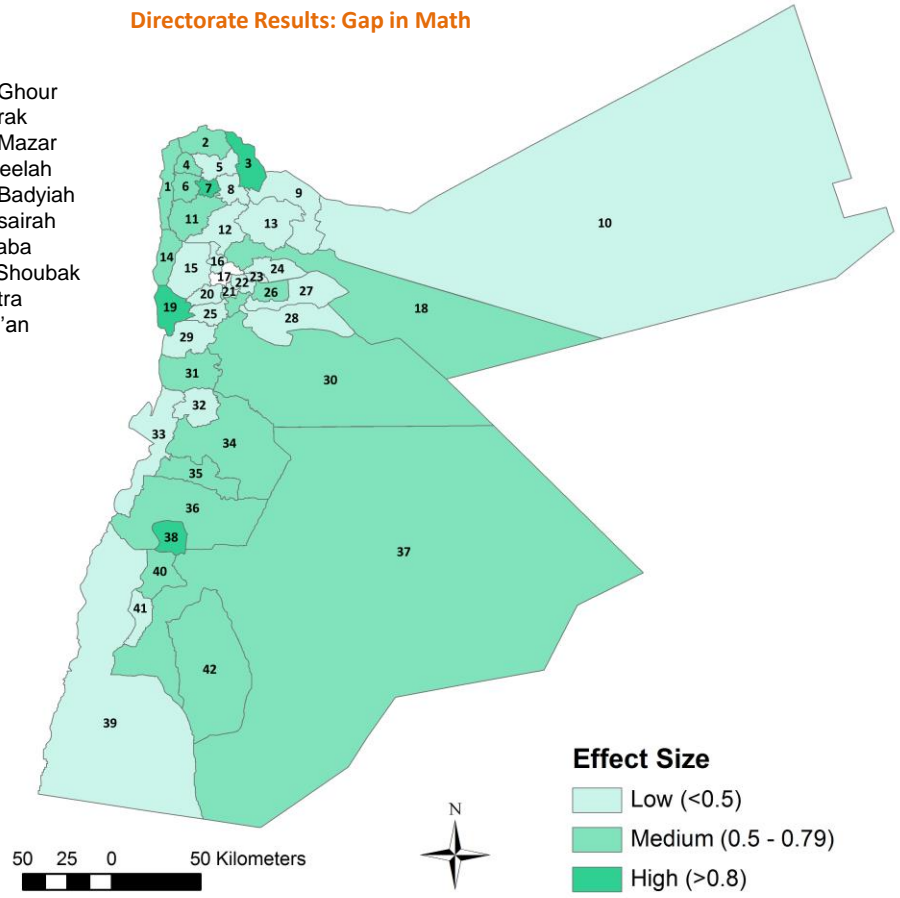 Directorate Results: Gap in Math
Ghour
rak
Mazar
eelah
Badyiah
sairah
aba
Shoubak
tra
'an
2
3
4
5
1
6
7
8
9
10
11
12
13
14
15
16
17
22
23
24
18
19
20
21
26
27
25
28
29
30
31
32
33
34
35
36
38
37
40
41
42
39
Effect Size
Low (<0.5)
Medium (0.5 - 0.79)
High (>0.8)
N
50 25 0 50 Kilometers